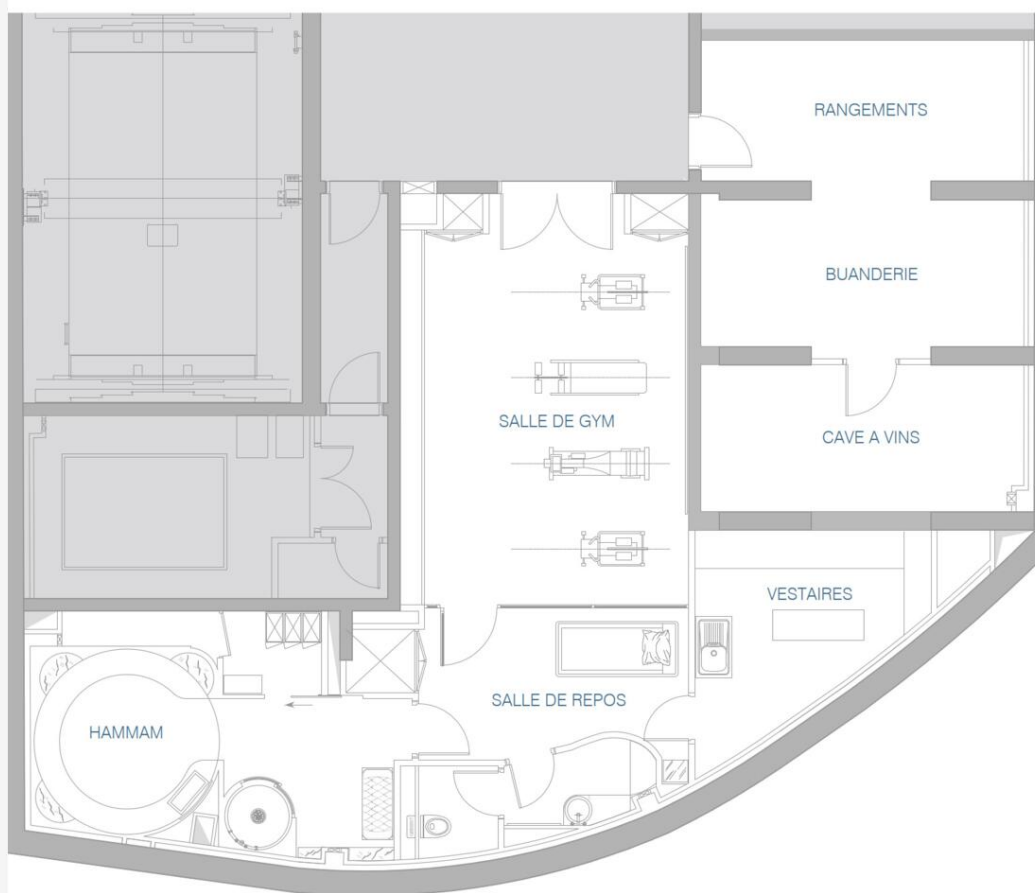 RANGEMENTS
BUANDERIE
SALLE DE GYM
CAVE A VINS
VESTAIRES
SALLE DE REPOS
HAMMAM